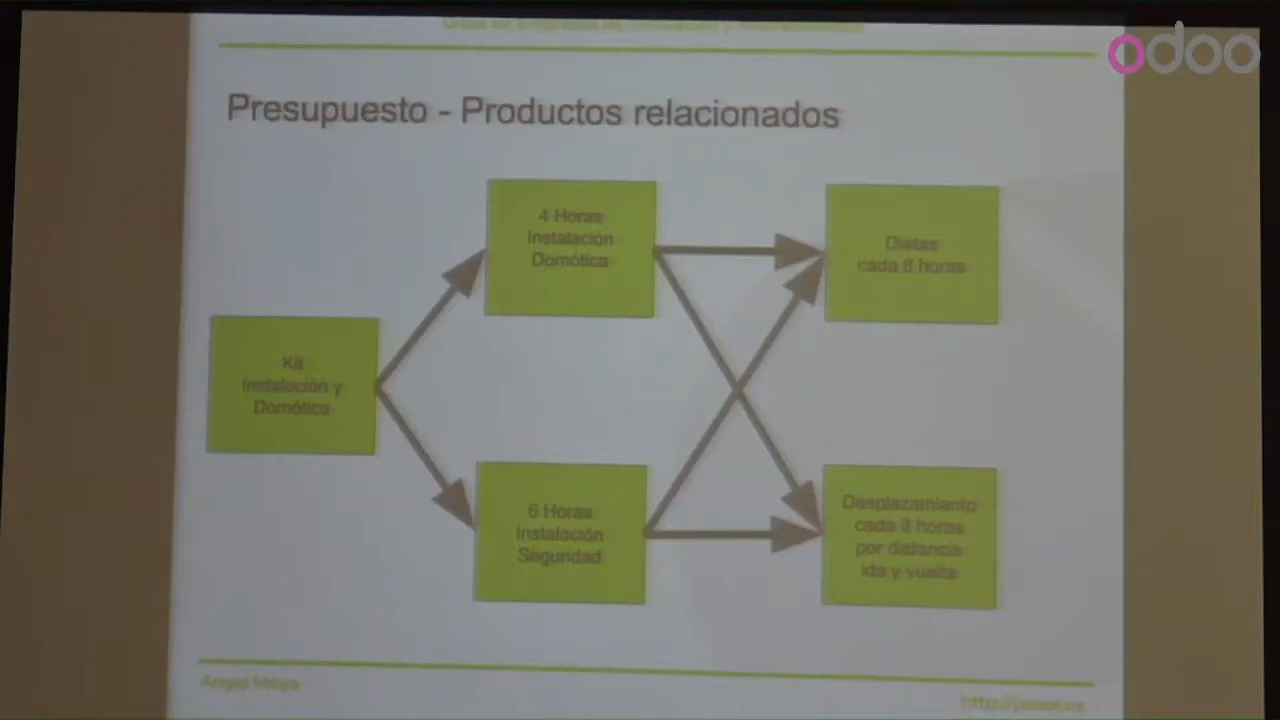 odoo
Presupuesto - Productos relacionados
4 Horas
Instalación
Domótica
Dietas
cada 8 horas
Kit
Instalación y
Domótica
6 Horas
Instalación
Seguridad
Desplazamiento
cada 8 horas
por distancia
ida y vuelta
Angel